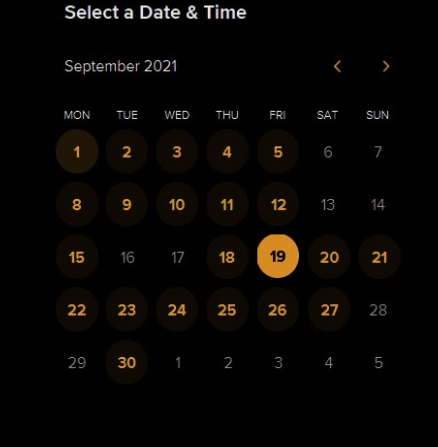 Select a Date & Time
September 2021
MON TUE WED THU FRI SAT SUN
1 2 3 4 5 6 7
8 9 10 11 12 13 14
15 16 17 18 19 20 21
22 23 24 25 26 27 28
29 30 1 2 3 4 5